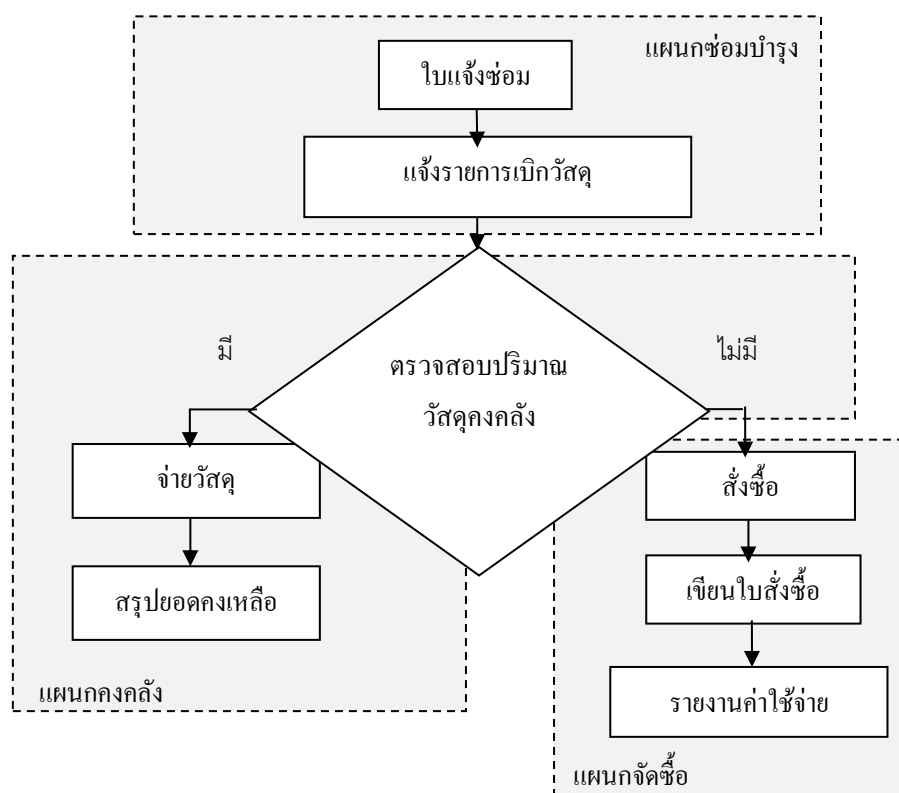 แผนกซ่อมบำรุง
ใบแจ้งซ่อม
แจ้งรายการเบิกวัสดุ
มี
ไม่มี
ตรวจสอบปริมาณ
วัสดุคงคลัง
จ่ายวัสดุ
สั่งซื้อ
สรุปยอดคงเหลือ
เขียนใบสั่งซื้อ
แผนกคงคลัง
รายงานค่าใช้จ่าย
แผนกจัดซื้อ